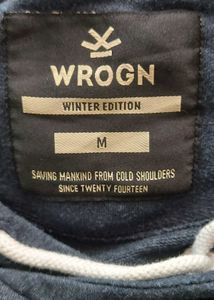 WROGN
WINTER EDITION
M
SAVING MANKIND FROM COLD SHOULDERS
SINCE TWENTY FOURTEEN